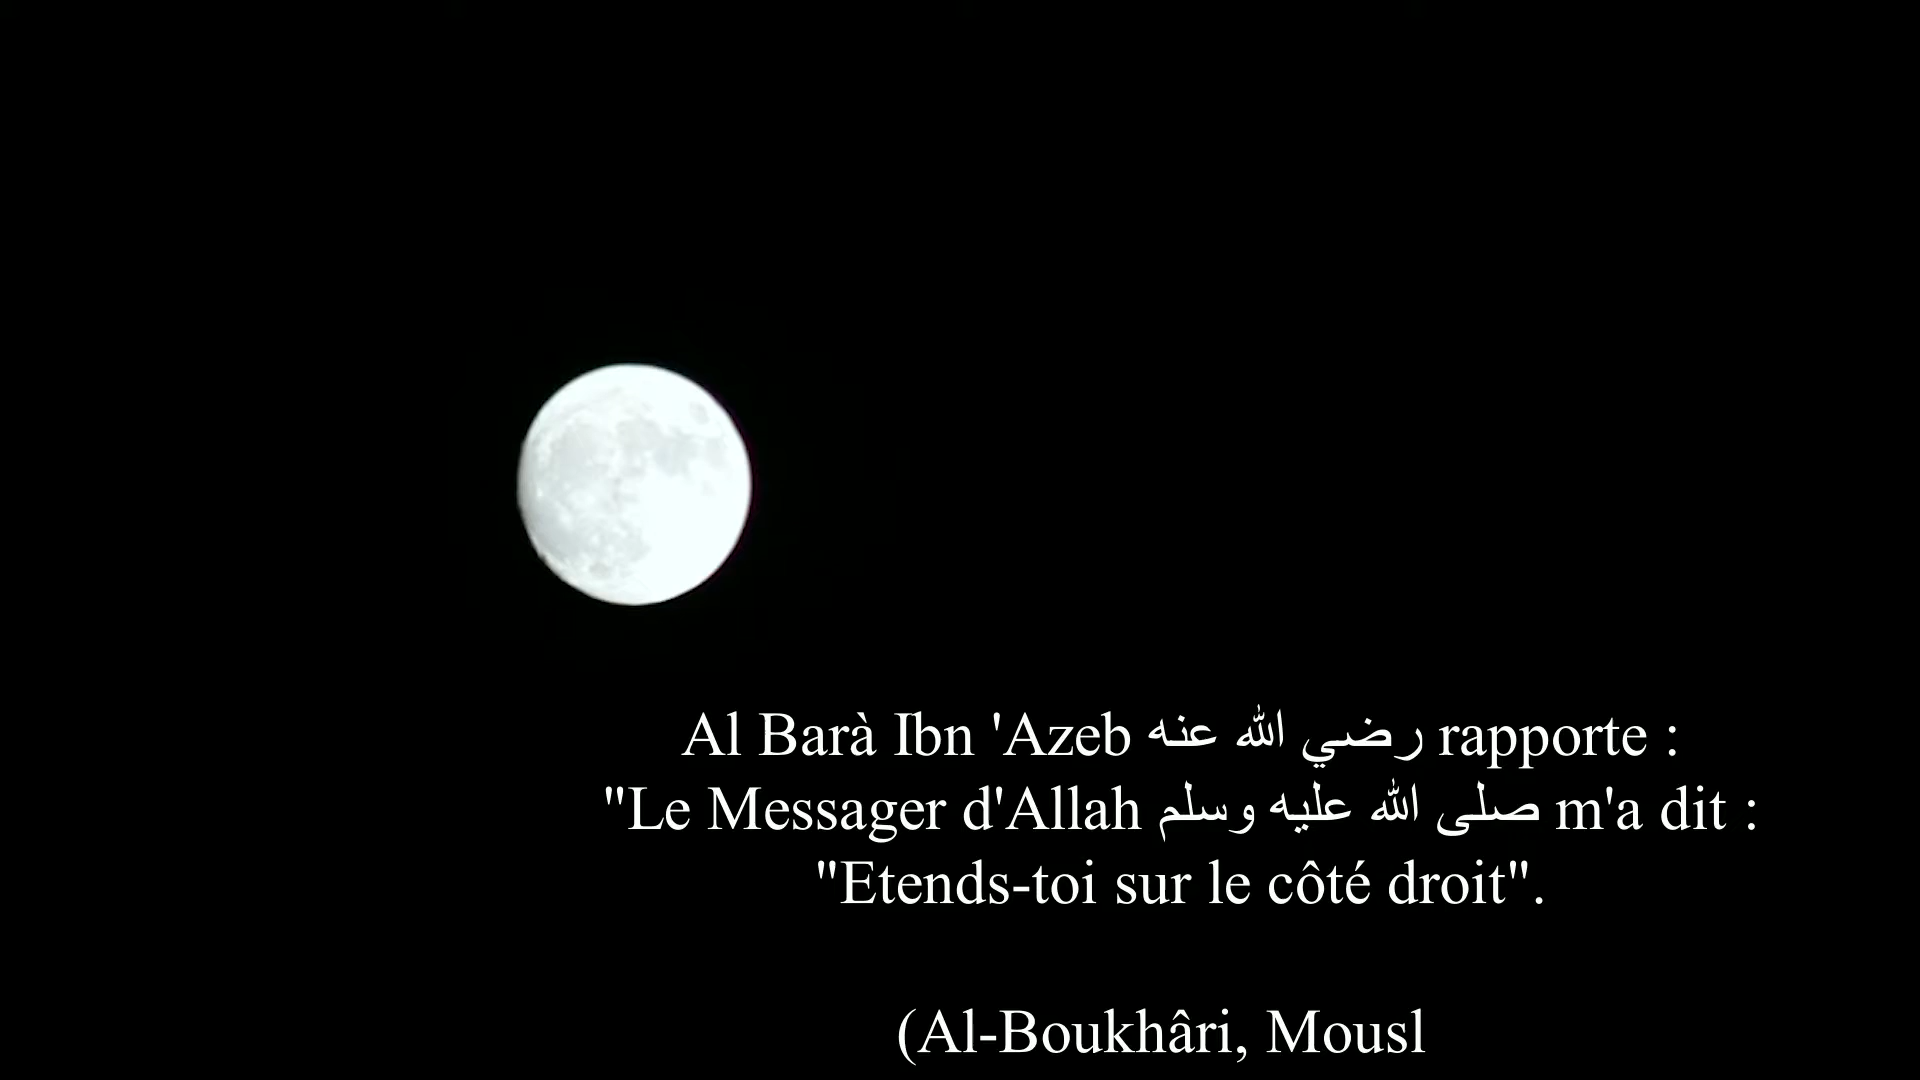 Al Barà Ibn 'Azeb رضي الله عنه rapporte :
"Le Messager d'Allah صلى الله عليه وسلم m'a dit :
"Etends-toi sur le côté droit".
(Al-Boukhâri, Mousl